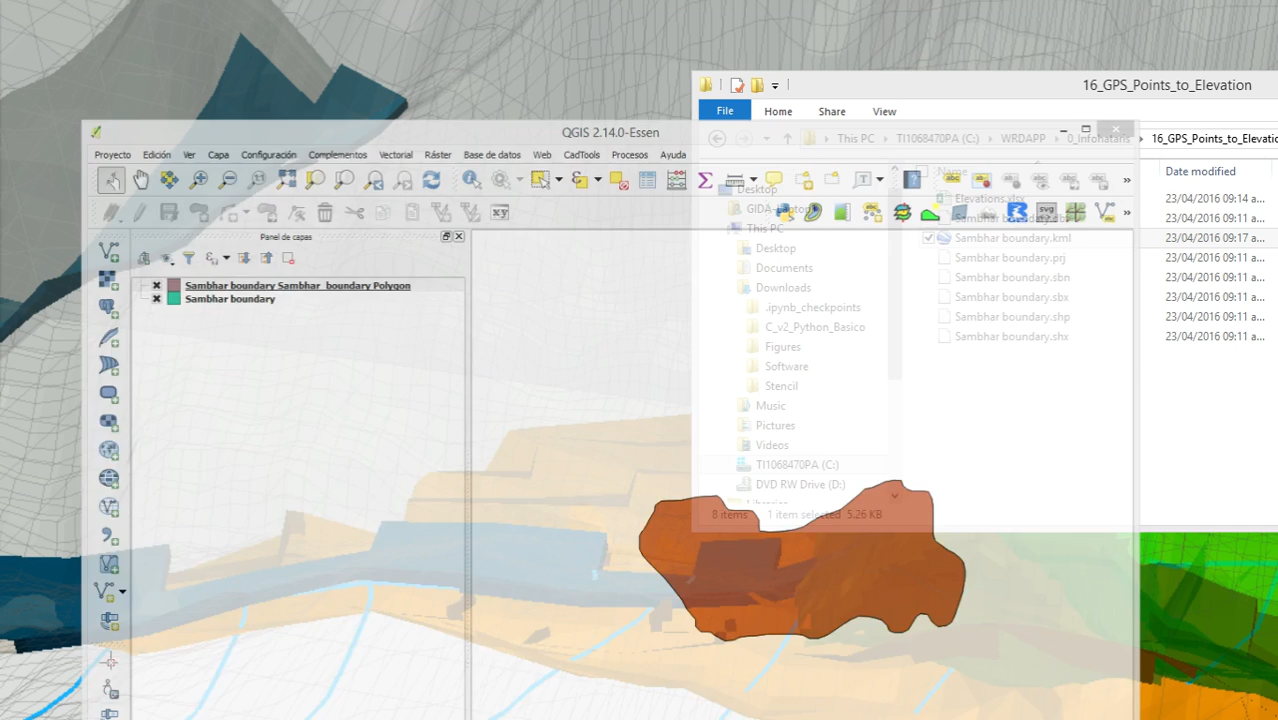 16_GPS_Points_to_Elevation
File Home Share View
QGIS 2.14.0-Essen
This PC TI1068470PA (C:) WRDAPP 0_Infohataris 16_GPS_Points_to_Elevatio
Proyecto Edición Ver Capa Configuración Complementos Vectorial Ráster Base de datos Web CadTools Procesos Ayuda
Name Date modified
Desktop
Elevations.xlsx 23/04/2016 09:14 a...
GIDA-Laptop
23/04/2016 09:11 a...
This PC
Panel de capas
Sambhar boundary.kml 23/04/2016 09:17 a...
Desktop
Sambhar boundary.prj 23/04/2016 09:11 a...
Documents
Sambhar boundary.sbn 23/04/2016 09:11 a...
Downloads
Sambhar boundary Sambhar_boundary Polygon
Sambhar boundary
Sambhar boundary.sbx 23/04/2016 09:11 a...
.ipynb_checkpoints
Sambhar boundary.shp 23/04/2016 09:11 a...
C_v2_Python_Basico
Sambhar boundary.shx 23/04/2016 09:11 a...
Figures
Software
Stencil
Music
Pictures
Videos
TI1068470PA (C:)
DVD RW Drive (D:)
8 items 1 item selected 5.26 KB